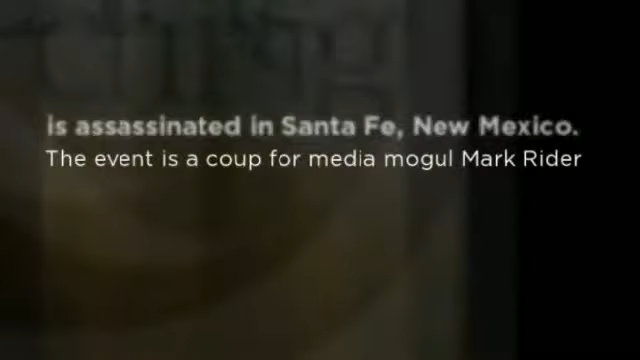 is assassinated in Santa Fe, New Mexico.
The event is a coup for media mogul Mark Rider